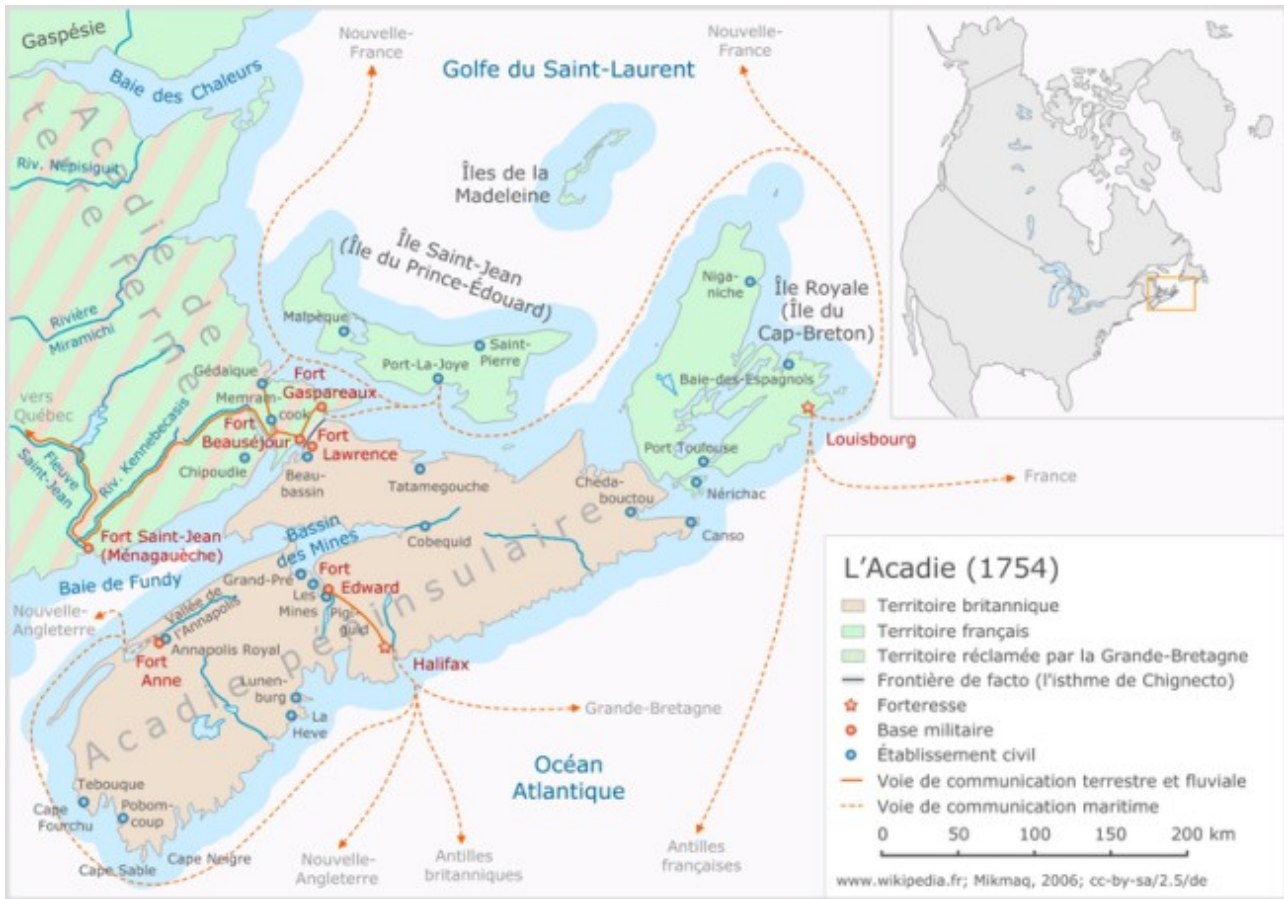 Gaspésie
Baie des Chaleurs
Nouvelle-
France
Golfe du Saint-Laurent
Nouvelle-
France
Acadie de
terre ferme
Riv. Népisiguit
Îles de la
Madeleine
Île Saint-Jean
(Île du Prince-Édouard)
Niga-
niche
Île Royale
(Île du
Cap-Breton)
Rivière
Miramichi
Malpèque
Saint-
Pierre
Port-La-Joye
Baie-des-Espagnols
Gédaïque
Fort
Gaspareaux
Memram-
cook
vers
Québec
Fort
Beauséjour
Fort
Lawrence
Louisbourg
Riv. Kennebecasis
Fleuve
Saint-Jean
Chipoudie
Beau-
bassin
Tatamegouche
Port Toulouse
Nérichac
France
Chéda-
bouctou
Canso
Fort Saint-Jean
(Ménagauèche)
Bassin
des Mines
Cobequid
Baie de Fundy
Grand-Pré
Fort
Edward
Les
Mines
Pigi-
guid
Nouvelle-
Angleterre
Vallée de
l'Annapolis
Annapolis Royal
Fort
Anne
Halifax
Acadie péninsulaire
Lunen-
burg
La
Heve
Grande-Bretagne
Océan
Atlantique
Tebouque
Cape
Fourchu
Pobom-
coup
Cape Sable
Cape Neigre
Nouvelle-
Angleterre
Antilles
britanniques
Antilles
françaises
L'Acadie (1754)
Territoire britannique
Territoire français
Territoire réclamée par la Grande-Bretagne
Frontière de facto (l'isthme de Chignecto)
Forteresse
Base militaire
Établissement civil
Voie de communication terrestre et fluviale
Voie de communication maritime
0 50 100 150 200 km
www.wikipedia.fr; Mikmaq, 2006; cc-by-sa/2.5/de